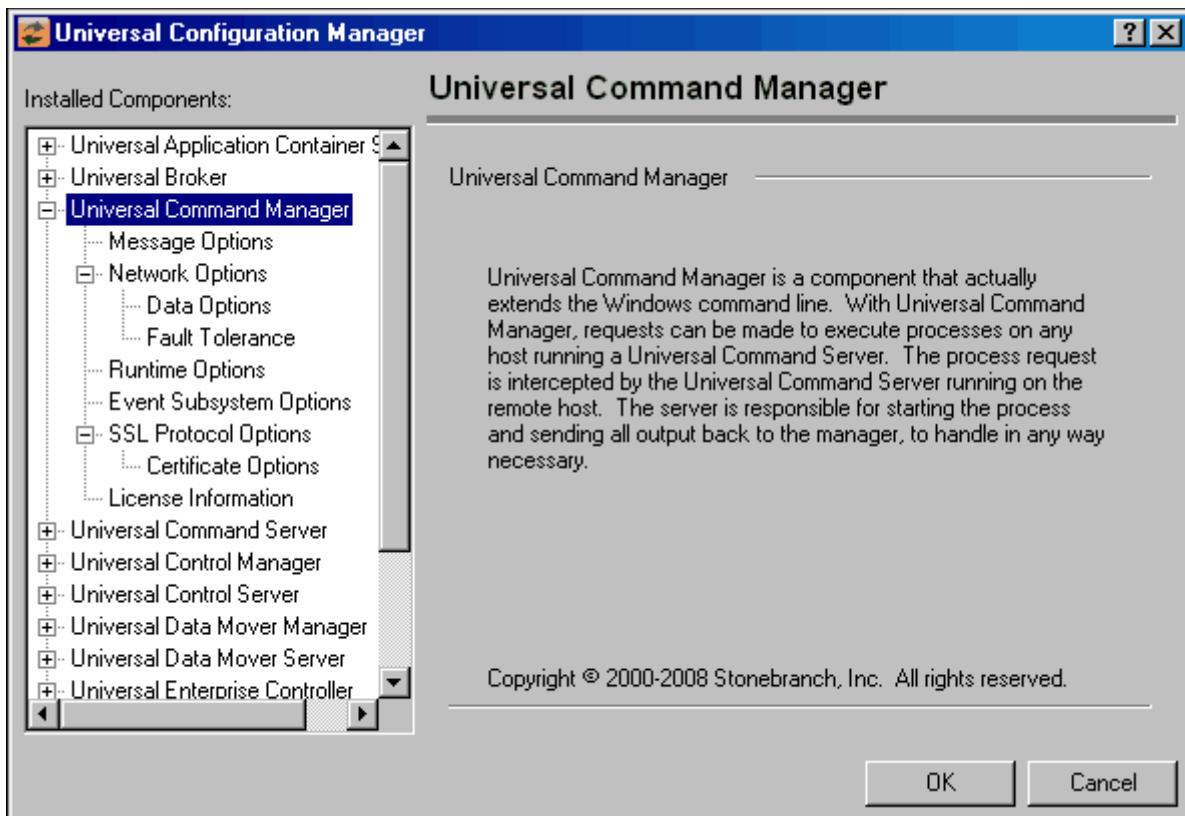 Universal Configuration Manager
Installed Components:
Universal Application Container
Universal Broker
Universal Command Manager
Message Options
Network Options
Data Options
Fault Tolerance
Runtime Options
Event Subsystem Options
SSL Protocol Options
Certificate Options
License Information
Universal Command Server
Universal Control Manager
Universal Control Server
Universal Data Mover Manager
Universal Data Mover Server
Universal Enterprise Controller
Universal Command Manager
Universal Command Manager
Universal Command Manager is a component that actually
extends the Windows command line. With Universal Command
Manager, requests can be made to execute processes on any
host running a Universal Command Server. The process request
is intercepted by the Universal Command Server running on the
remote host. The server is responsible for starting the process
and sending all output back to the manager, to handle in any way
necessary.
Copyright © 2000-2008 Stonebranch, Inc. All rights reserved.
OK
Cancel